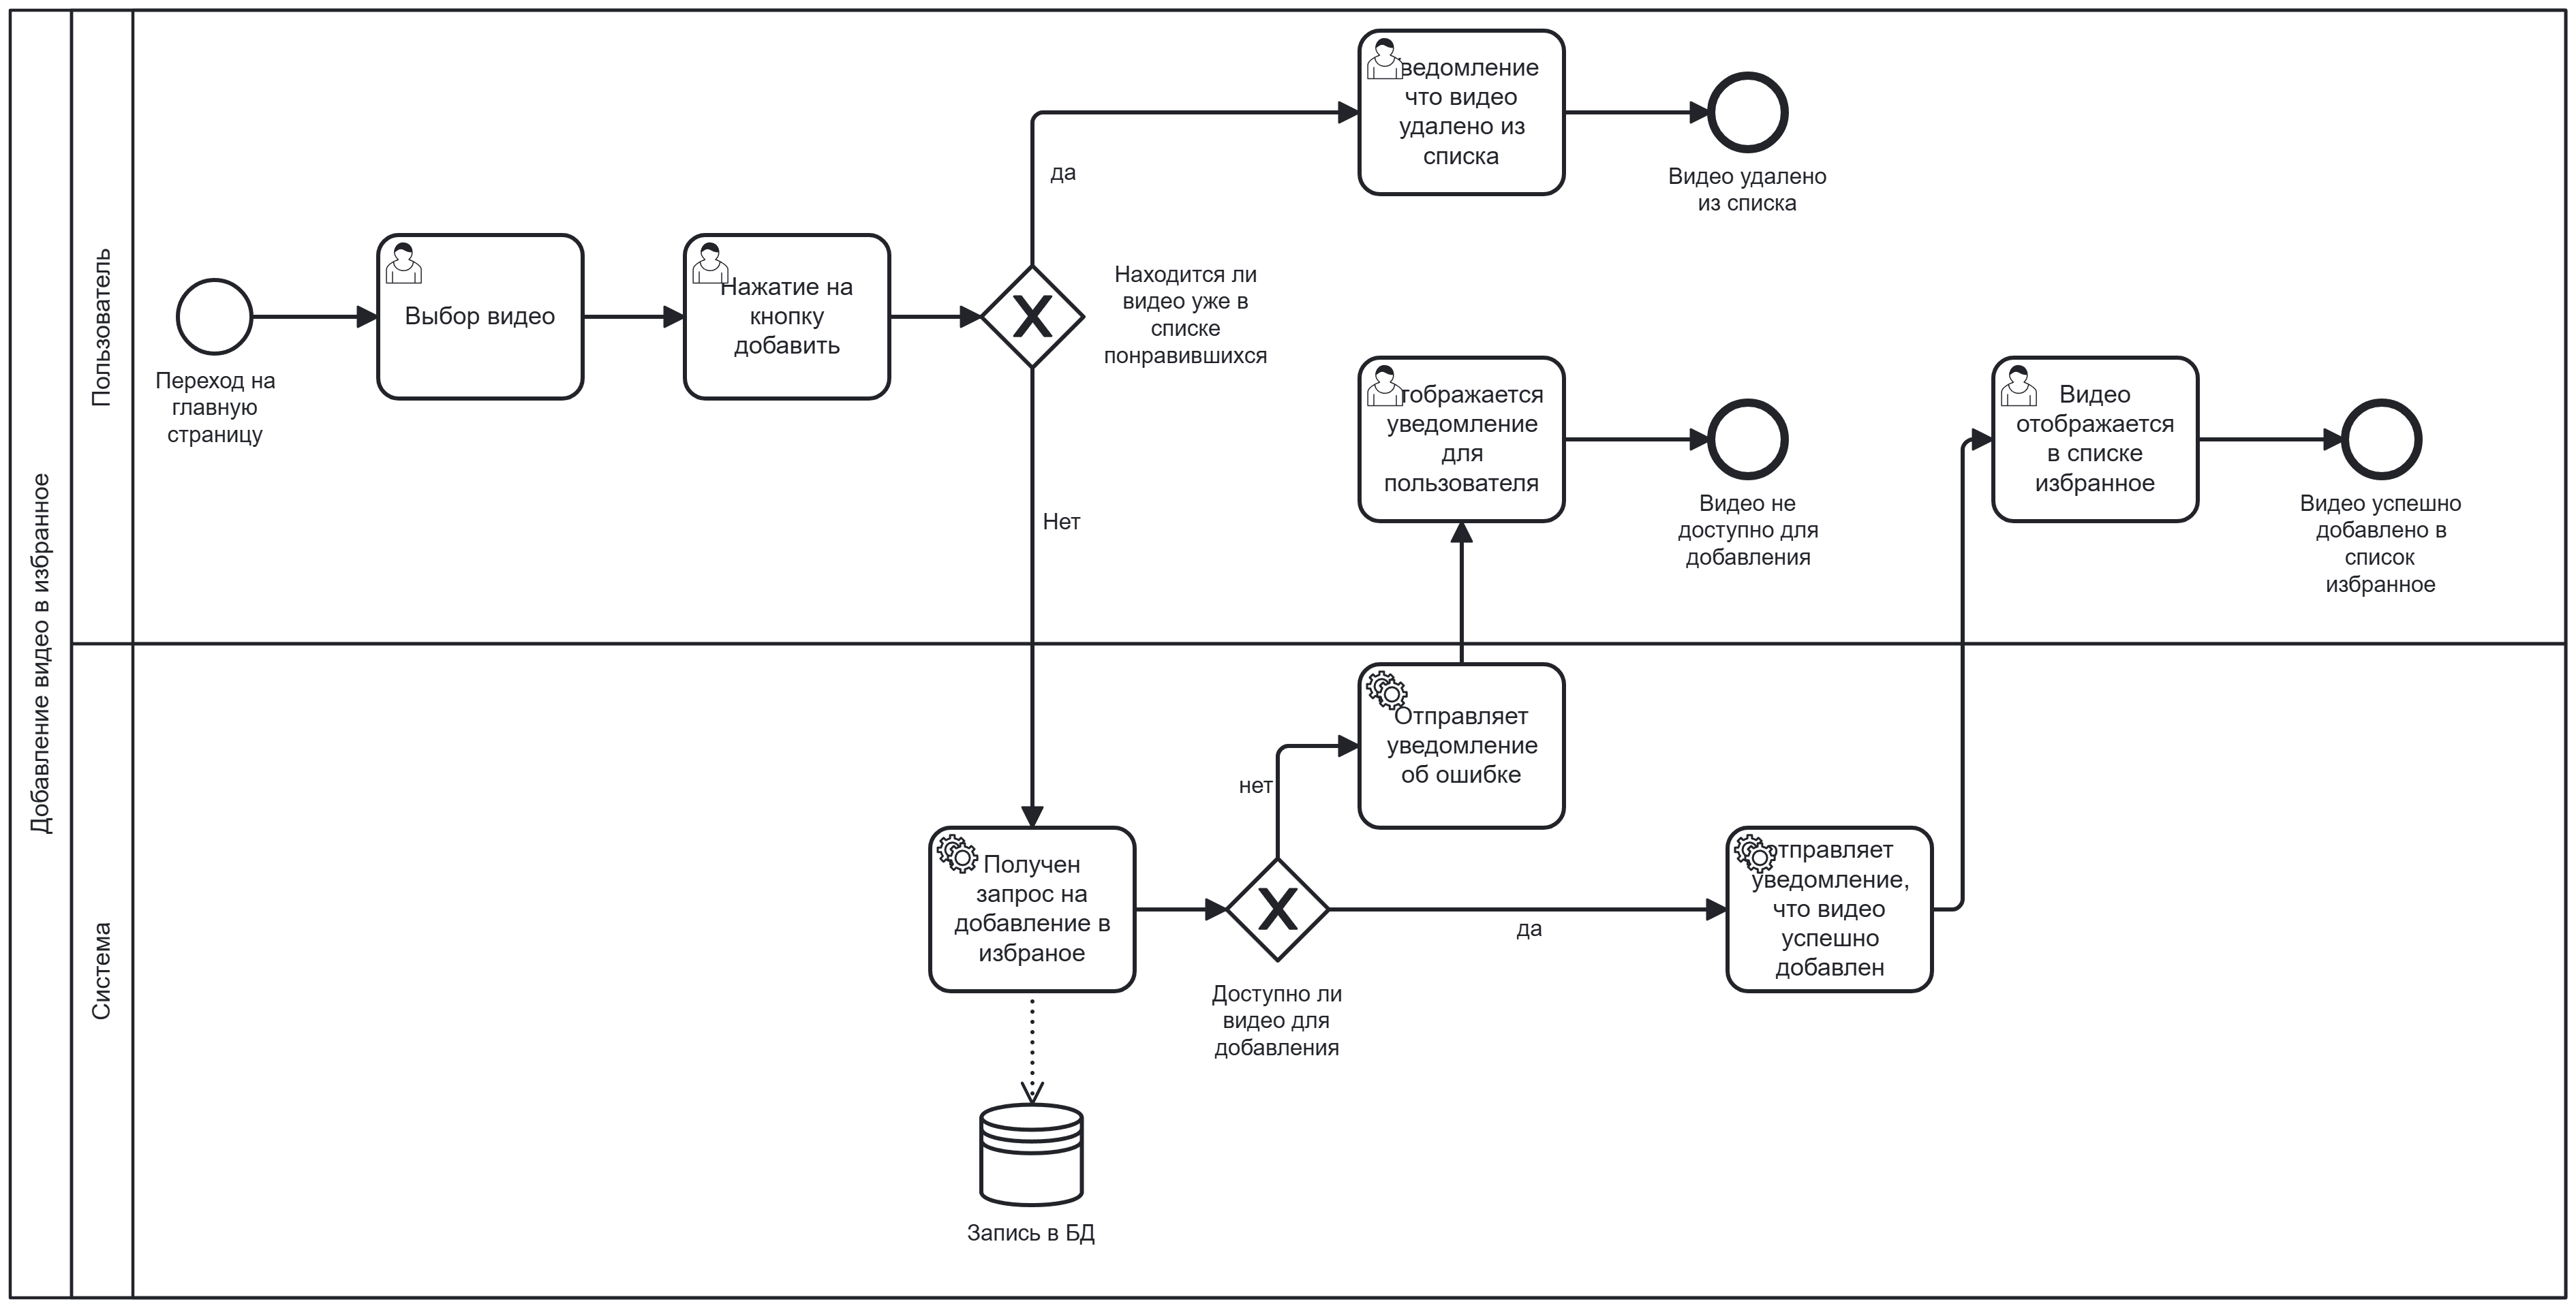 Добавление видео в избранное
Пользователь
Система
Переход на
главную
страницу
Выбор видео
Нажатие на
кнопку
добавить
да
Находится ли
видео уже в
списке
понравившихся
Нет
ведомление
что видео
удалено из
списка
Видео удалено
из списка
тображается
уведомление
для
пользователя
Видео не
доступно для
добавления
Видео
отображается
в списке
избранное
Видео успешно
добавлено в
список
избранное
Получен
запрос на
добавление в
избраное
Запись в БД
Доступно ли
видео для
добавления
нет
Отправляет
уведомление
об ошибке
да
отправляет
уведомление,
что видео
успешно
добавлен